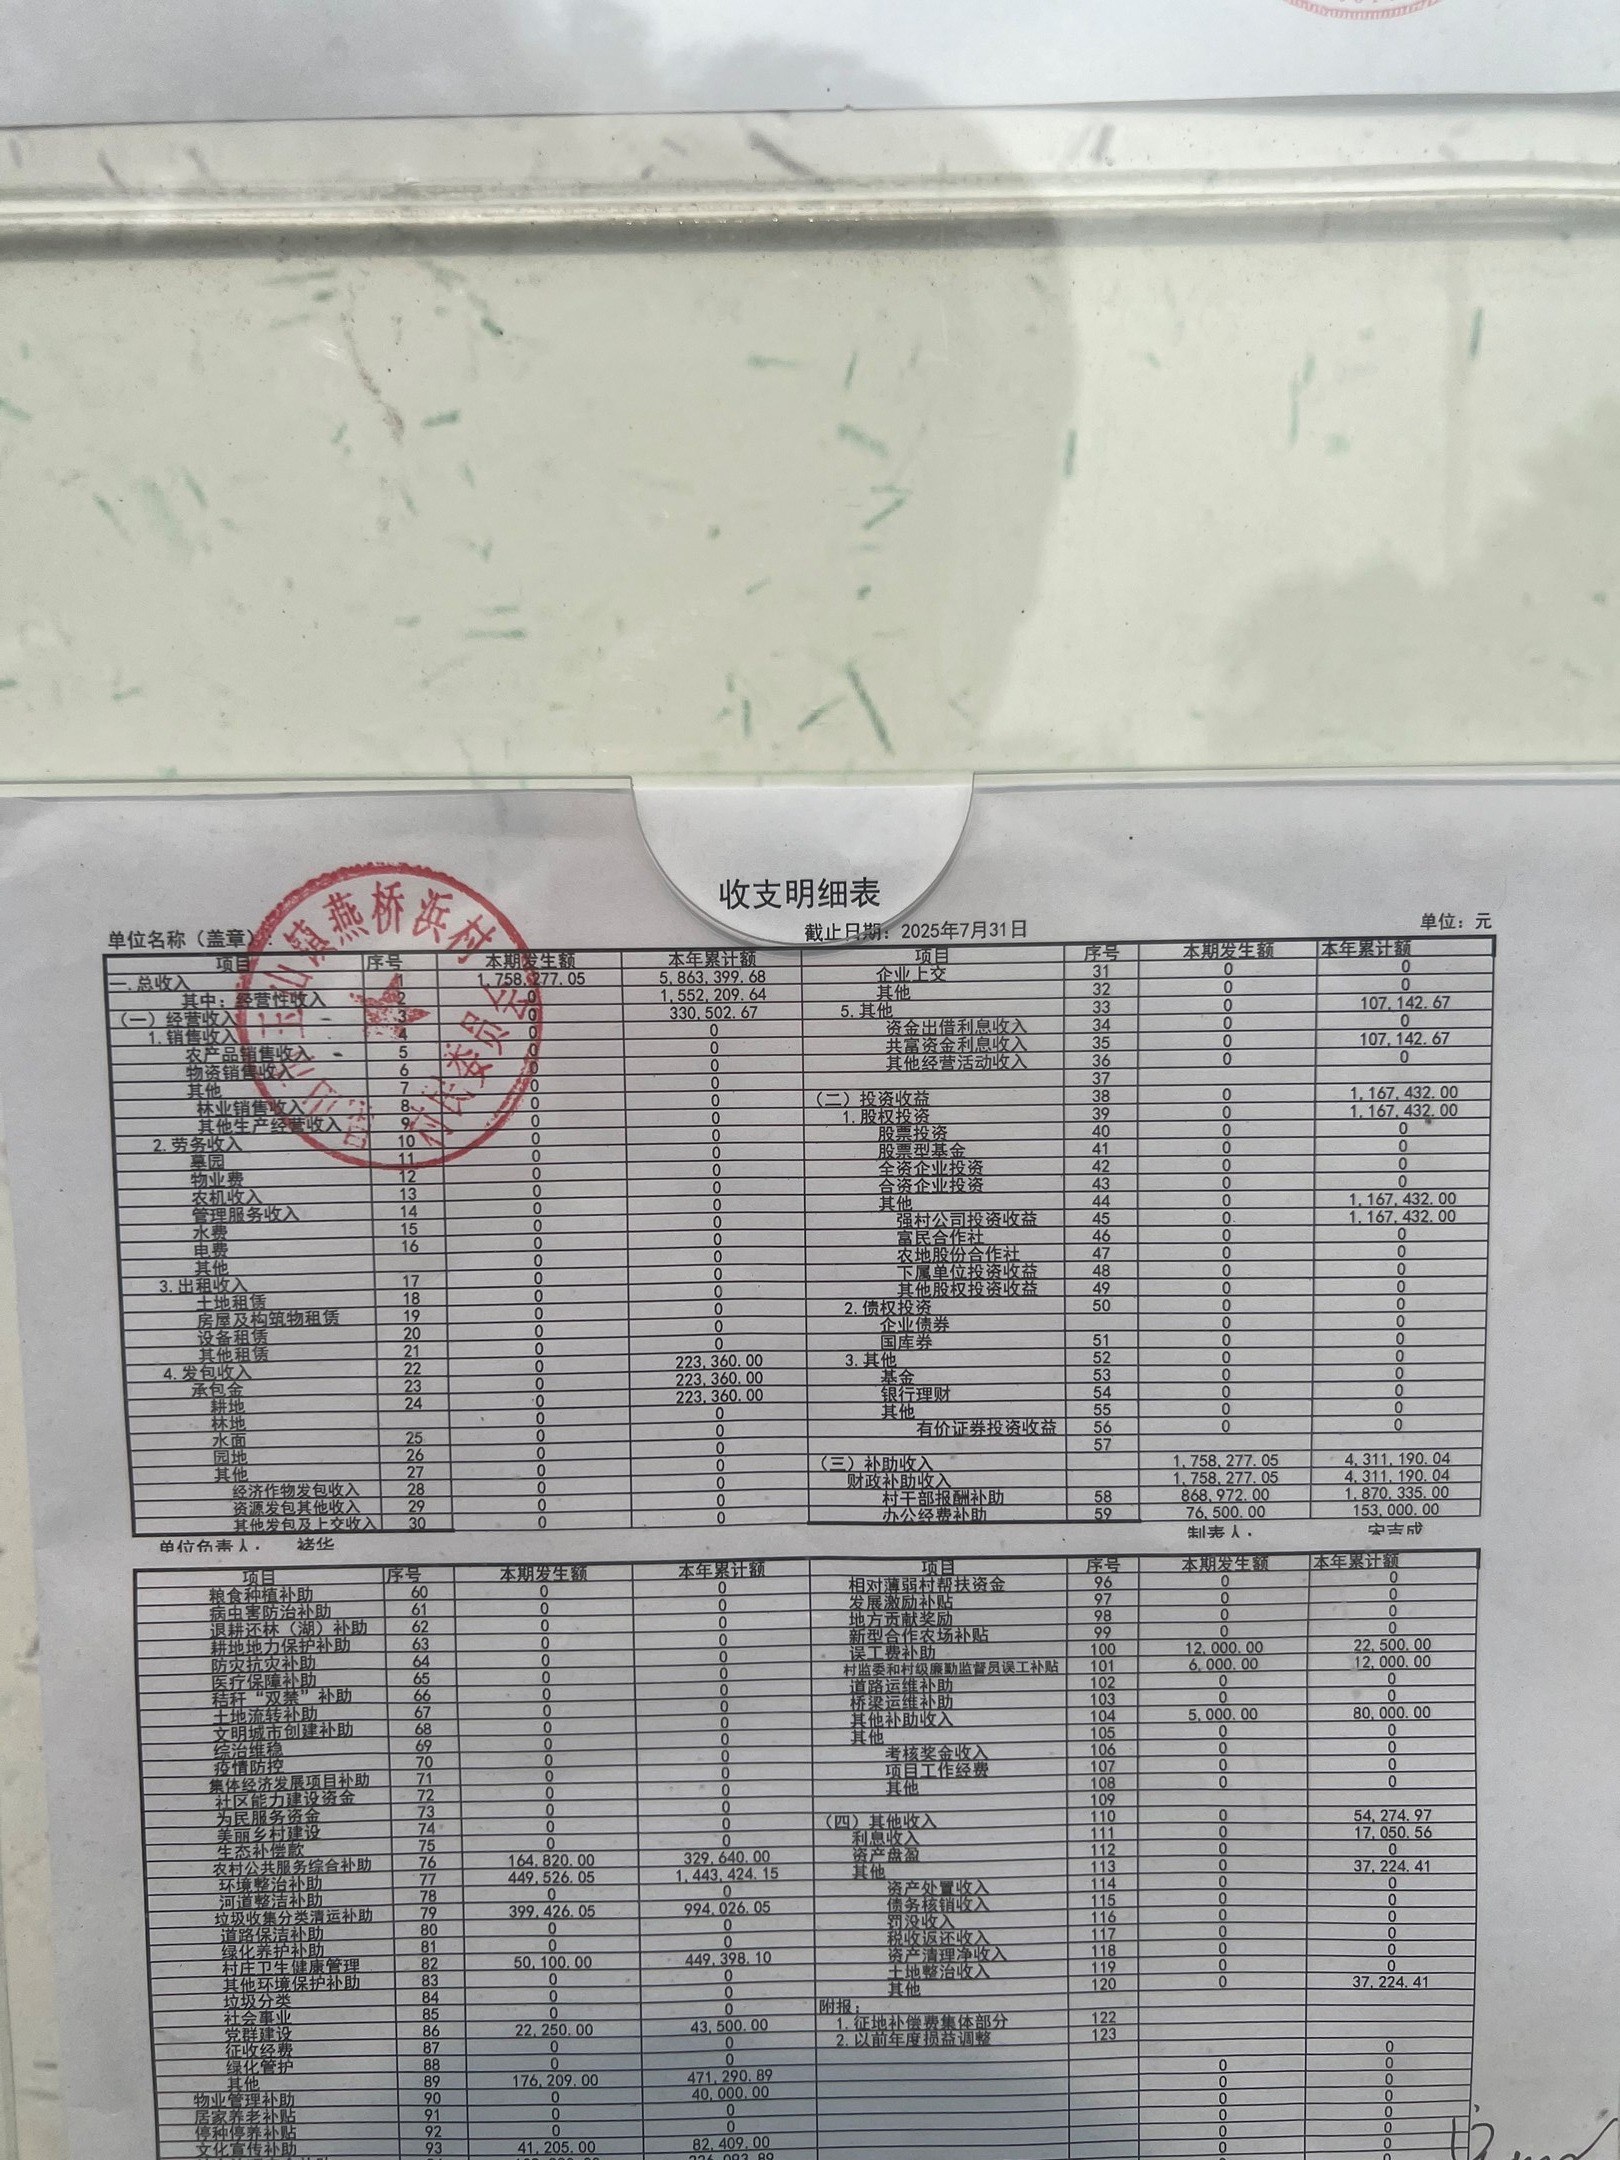 收支明细表
单位名称（盖章）： 截止日期：2025年7月31日 单位：元
山镇燕桥浜村 村民委员会
项目 序号 本期发生额 本年累计额 项目 序号 本期发生额 本年累计额
一.总收入 1 1,758,277.05 5,863,399.68 企业上交 31 0 0
其中：经营性收入 2 0 1,552,209.64 其他 32 0 0
（一）经营收入 3 0 330,502.67 5.其他 33 0 107,142.67
1.销售收入 4 0 0 资金出借利息收入 34 0 0
农产品销售收入 5 0 0 共富资金利息收入 35 0 107,142.67
物资销售收入 6 0 0 其他经营活动收入 36 0 0
其他 7 0 0 37
林业销售收入 8 0 0 （二）投资收益 38 0 1,167,432.00
其他生产经营收入 9 0 0 1.股权投资 39 0 1,167,432.00
2.劳务收入 10 0 0 股票投资 40 0 0
墓园 11 0 0 股票型基金 41 0 0
物业费 12 0 0 全资企业投资 42 0 0
农机收入 13 0 0 合资企业投资 43 0 0
管理服务收入 14 0 0 其他 44 0 1,167,432.00
水费 15 0 0 强村公司投资收益 45 0 1,167,432.00
电费 16 0 0 富民合作社 46 0 0
其他 0 0 农地股份合作社 47 0 0
3.出租收入 17 0 0 下属单位投资收益 48 0 0
土地租赁 18 0 0 其他股权投资收益 49 0 0
房屋及构筑物租赁 19 0 0 2.债权投资 50 0 0
设备租赁 20 0 0 企业债券 0 0
其他租赁 21 0 0 国库券 51 0 0
4.发包收入 22 0 223,360.00 3.其他 52 0 0
承包金 23 0 223,360.00 基金 53 0 0
耕地 24 0 223,360.00 银行理财 54 0 0
林地 0 0 其他 55 0 0
水面 25 0 0 有价证券投资收益 56 0 0
园地 26 0 0 57
其他 27 0 0 （三）补助收入 1,758,277.05 4,311,190.04
经济作物发包收入 28 0 0 财政补助收入 1,758,277.05 4,311,190.04
资源发包其他收入 29 0 0 村干部报酬补助 58 868,972.00 1,870,335.00
其他发包及上交收入 30 0 0 办公经费补助 59 76,500.00 153,000.00
单位负责人： 褚华 制表人： 宋吉成
项目 序号 本期发生额 本年累计额 项目 序号 本期发生额 本年累计额
粮食种植补助 60 0 0 相对薄弱村帮扶资金 96 0 0
病虫害防治补助 61 0 0 发展激励补贴 97 0 0
退耕还林（湖）补助 62 0 0 地方贡献奖励 98 0 0
耕地地力保护补助 63 0 0 新型合作农场补贴 99 0 0
防灾抗灾补助 64 0 0 误工费补助 100 12,000.00 22,500.00
医疗保障补助 65 0 0 村监委和村级廉勤监督员误工补贴 101 6,000.00 12,000.00
秸秆“双禁”补助 66 0 0 道路运维补助 102 0 0
土地流转补助 67 0 0 桥梁运维补助 103 0 0
文明城市创建补助 68 0 0 其他补助收入 104 5,000.00 80,000.00
综治维稳 69 0 0 其他 105 0 0
疫情防控 70 0 0 考核奖金收入 106 0 0
集体经济发展项目补助 71 0 0 项目工作经费 107 0 0
社区能力建设资金 72 0 0 其他 108 0 0
为民服务资金 73 0 0 109
美丽乡村建设 74 0 0 （四）其他收入 110 0 54,274.97
生态补偿款 75 0 0 利息收入 111 0 17,050.56
农村公共服务综合补助 76 164,820.00 329,640.00 资产盘盈 112 0 0
环境整治补助 77 449,526.05 1,443,424.15 其他 113 0 37,224.41
河道整洁补助 78 0 0 资产处置收入 114 0 0
垃圾收集分类清运补助 79 399,426.05 994,026.05 债务核销收入 115 0 0
道路保洁补助 80 0 0 罚没收入 116 0 0
绿化养护补助 81 0 0 税收返还收入 117 0 0
村庄卫生健康管理 82 50,100.00 449,398.10 资产清理净收入 118 0 0
其他环境保护补助 83 0 0 土地整治收入 119 0 0
垃圾分类 84 0 0 其他 120 0 37,224.41
社会事业 85 0 0 附报：
党群建设 86 22,250.00 43,500.00 1.征地补偿费集体部分 122
征收经费 87 0 0 2.以前年度损益调整 123 0
绿化管护 88 0 0 0 0
其他 89 176,209.00 471,290.89 0 0
物业管理补助 90 0 40,000.00 0 0
居家养老补贴 91 0 0 0 0
停种停养补贴 92 0 0 0 0
文化宣传补助 93 41,205.00 82,409.00 0 0